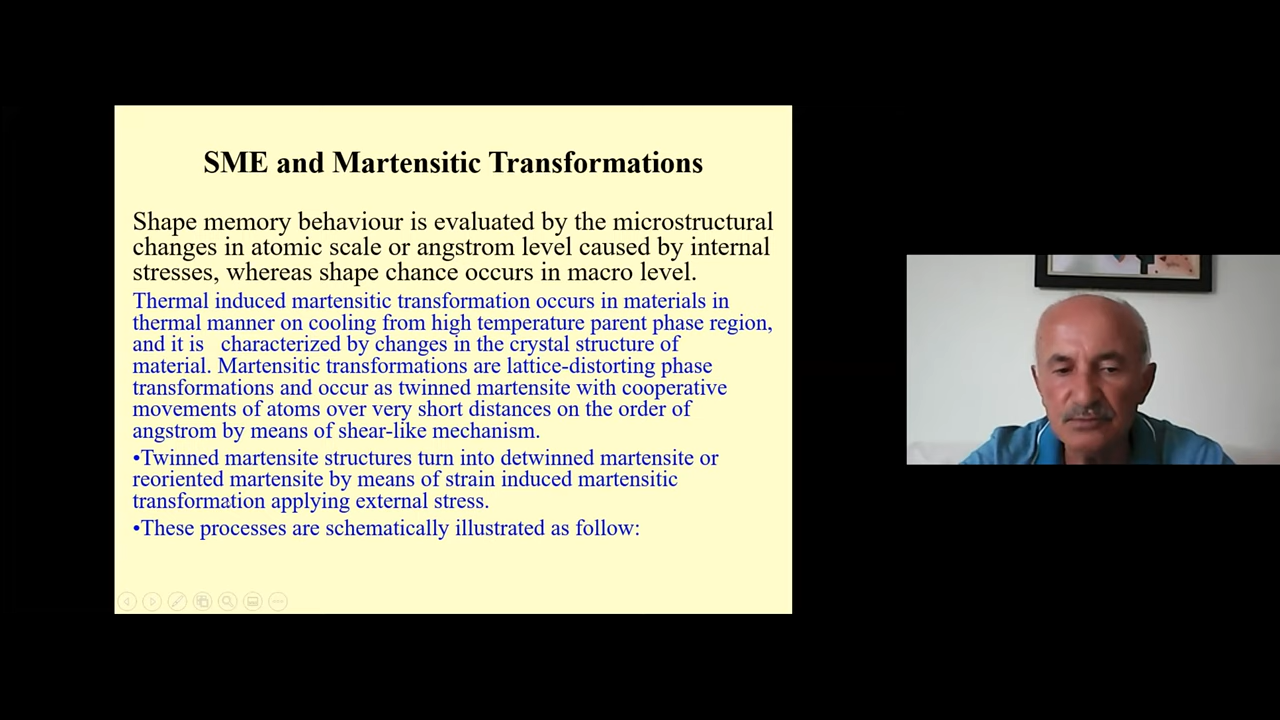 SME and Martensitic Transformations
Shape memory behaviour is evaluated by the microstructural
changes in atomic scale or angstrom level caused by internal
stresses, whereas shape chance occurs in macro level.
Thermal induced martensitic transformation occurs in materials in
thermal manner on cooling from high temperature parent phase region,
and it is   characterized by changes in the crystal structure of
material. Martensitic transformations are lattice-distorting phase
transformations and occur as twinned martensite with cooperative
movements of atoms over very short distances on the order of
angstrom by means of shear-like mechanism.
•Twinned martensite structures turn into detwinned martensite or
reoriented martensite by means of strain induced martensitic
transformation applying external stress.
•These processes are schematically illustrated as follow: